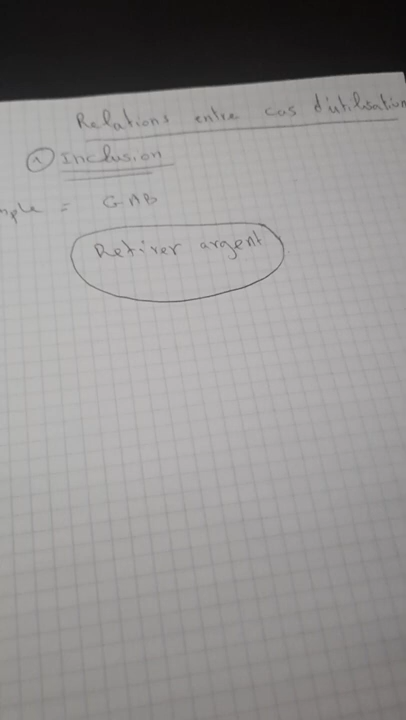 Relations entre cas d'utilisation
① Inclusion
mple = GAB
Retirer argent